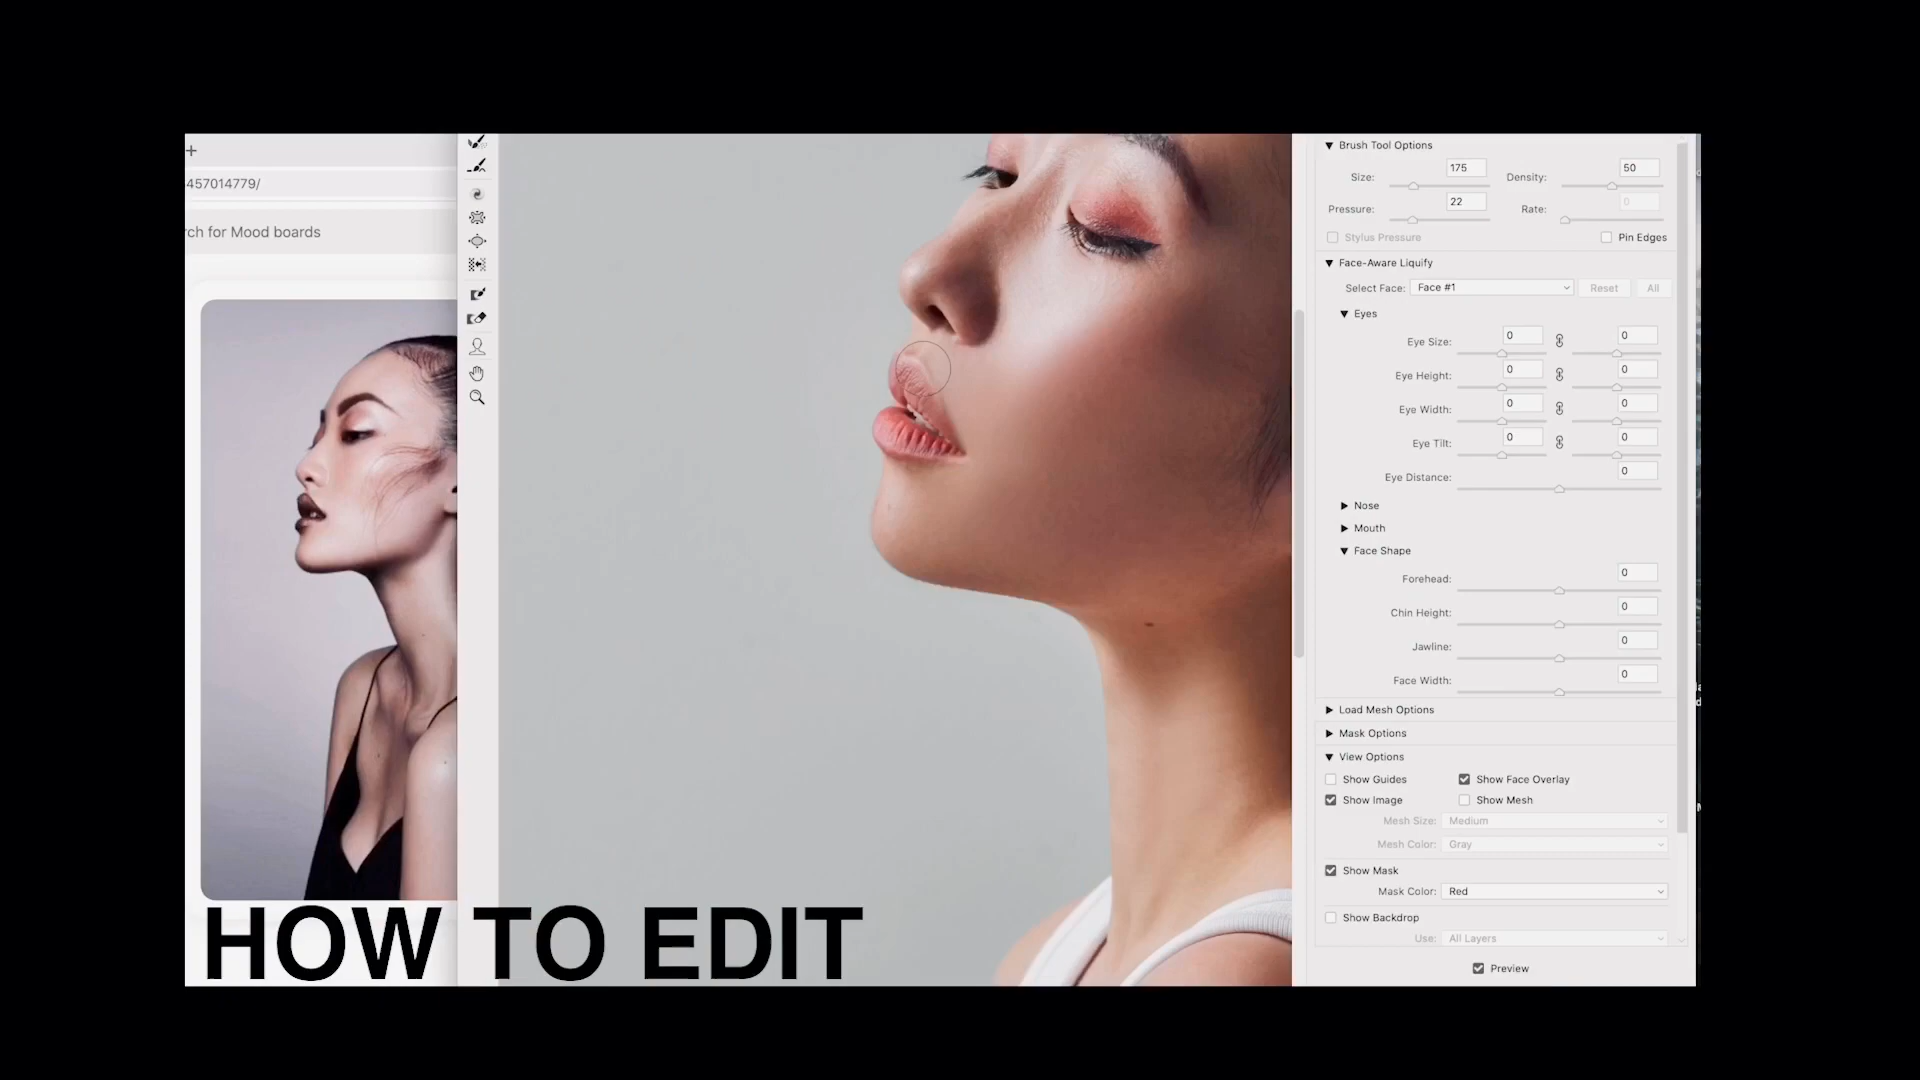 +
457014779/
rch for Mood boards
HOW TO EDIT
Brush Tool Options
Size: 175 Density: 50
Pressure: 22 Rate: 0
Stylus Pressure Pin Edges
Face-Aware Liquify
Select Face: Face #1 Reset All
Eyes
Eye Size: 0 0
Eye Height: 0 0
Eye Width: 0 0
Eye Tilt: 0 0
Eye Distance: 0
Nose
Mouth
Face Shape
Forehead: 0
Chin Height: 0
Jawline: 0
Face Width: 0
Load Mesh Options
Mask Options
View Options
Show Guides Show Face Overlay
Show Image Show Mesh
Mesh Size: Medium
Mesh Color: Gray
Show Mask
Mask Color: Red
Show Backdrop
Use: All Layers
Preview